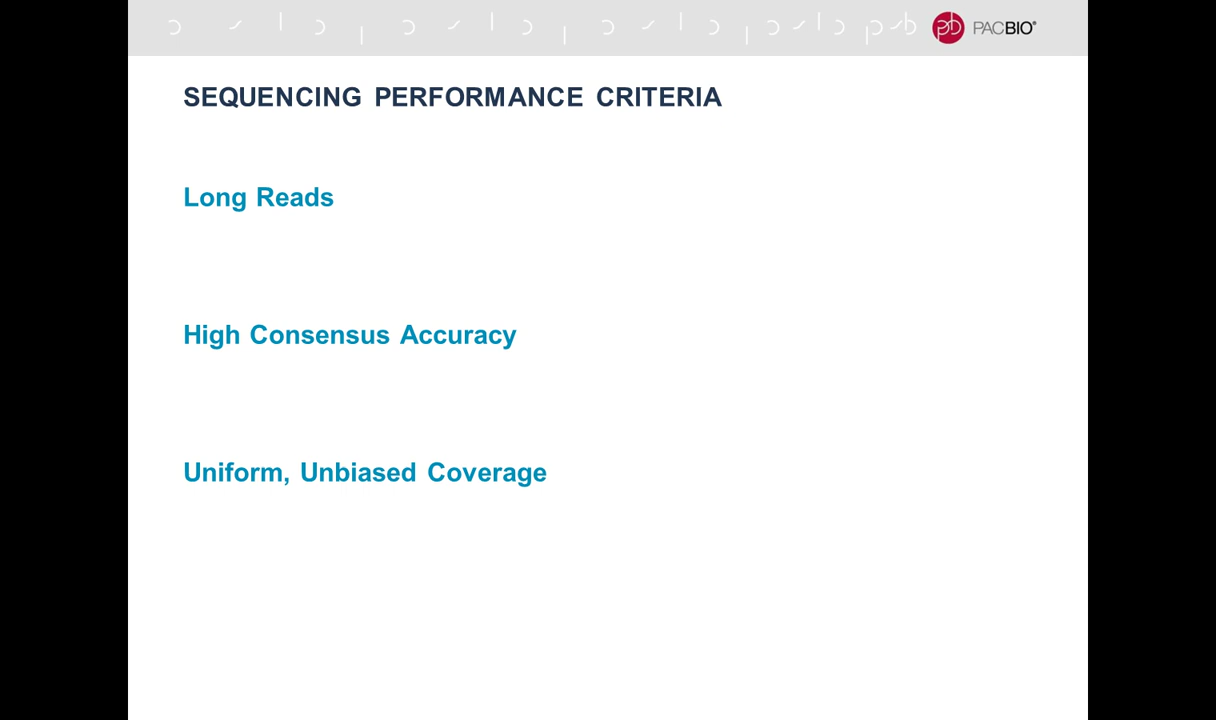 PACBIO®
SEQUENCING PERFORMANCE CRITERIA
Long Reads
High Consensus Accuracy
Uniform, Unbiased Coverage